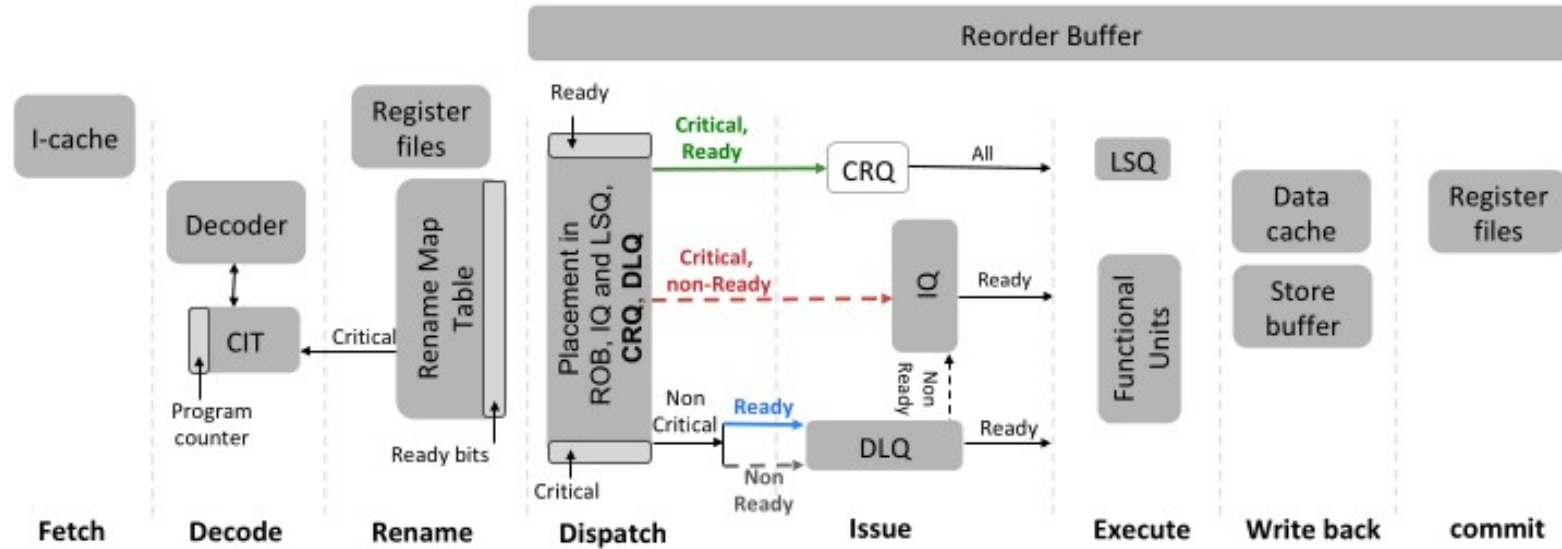 Reorder Buffer
I-cache
Fetch
Decoder
CIT
Program
counter
Decode
Register
files
Rename Map
Table
Critical
Ready bits
Rename
Ready
Placement in
ROB, IQ and LSQ,
CRQ, DLQ
Critical
Dispatch
Critical,
Ready
CRQ
All
Critical,
non-Ready
IQ
Ready
Non
Critical
Ready
Non
Ready
DLQ
Non
Ready
Ready
Issue
LSQ
Functional
Units
Execute
Data
cache
Store
buffer
Write back
Register
files
commit